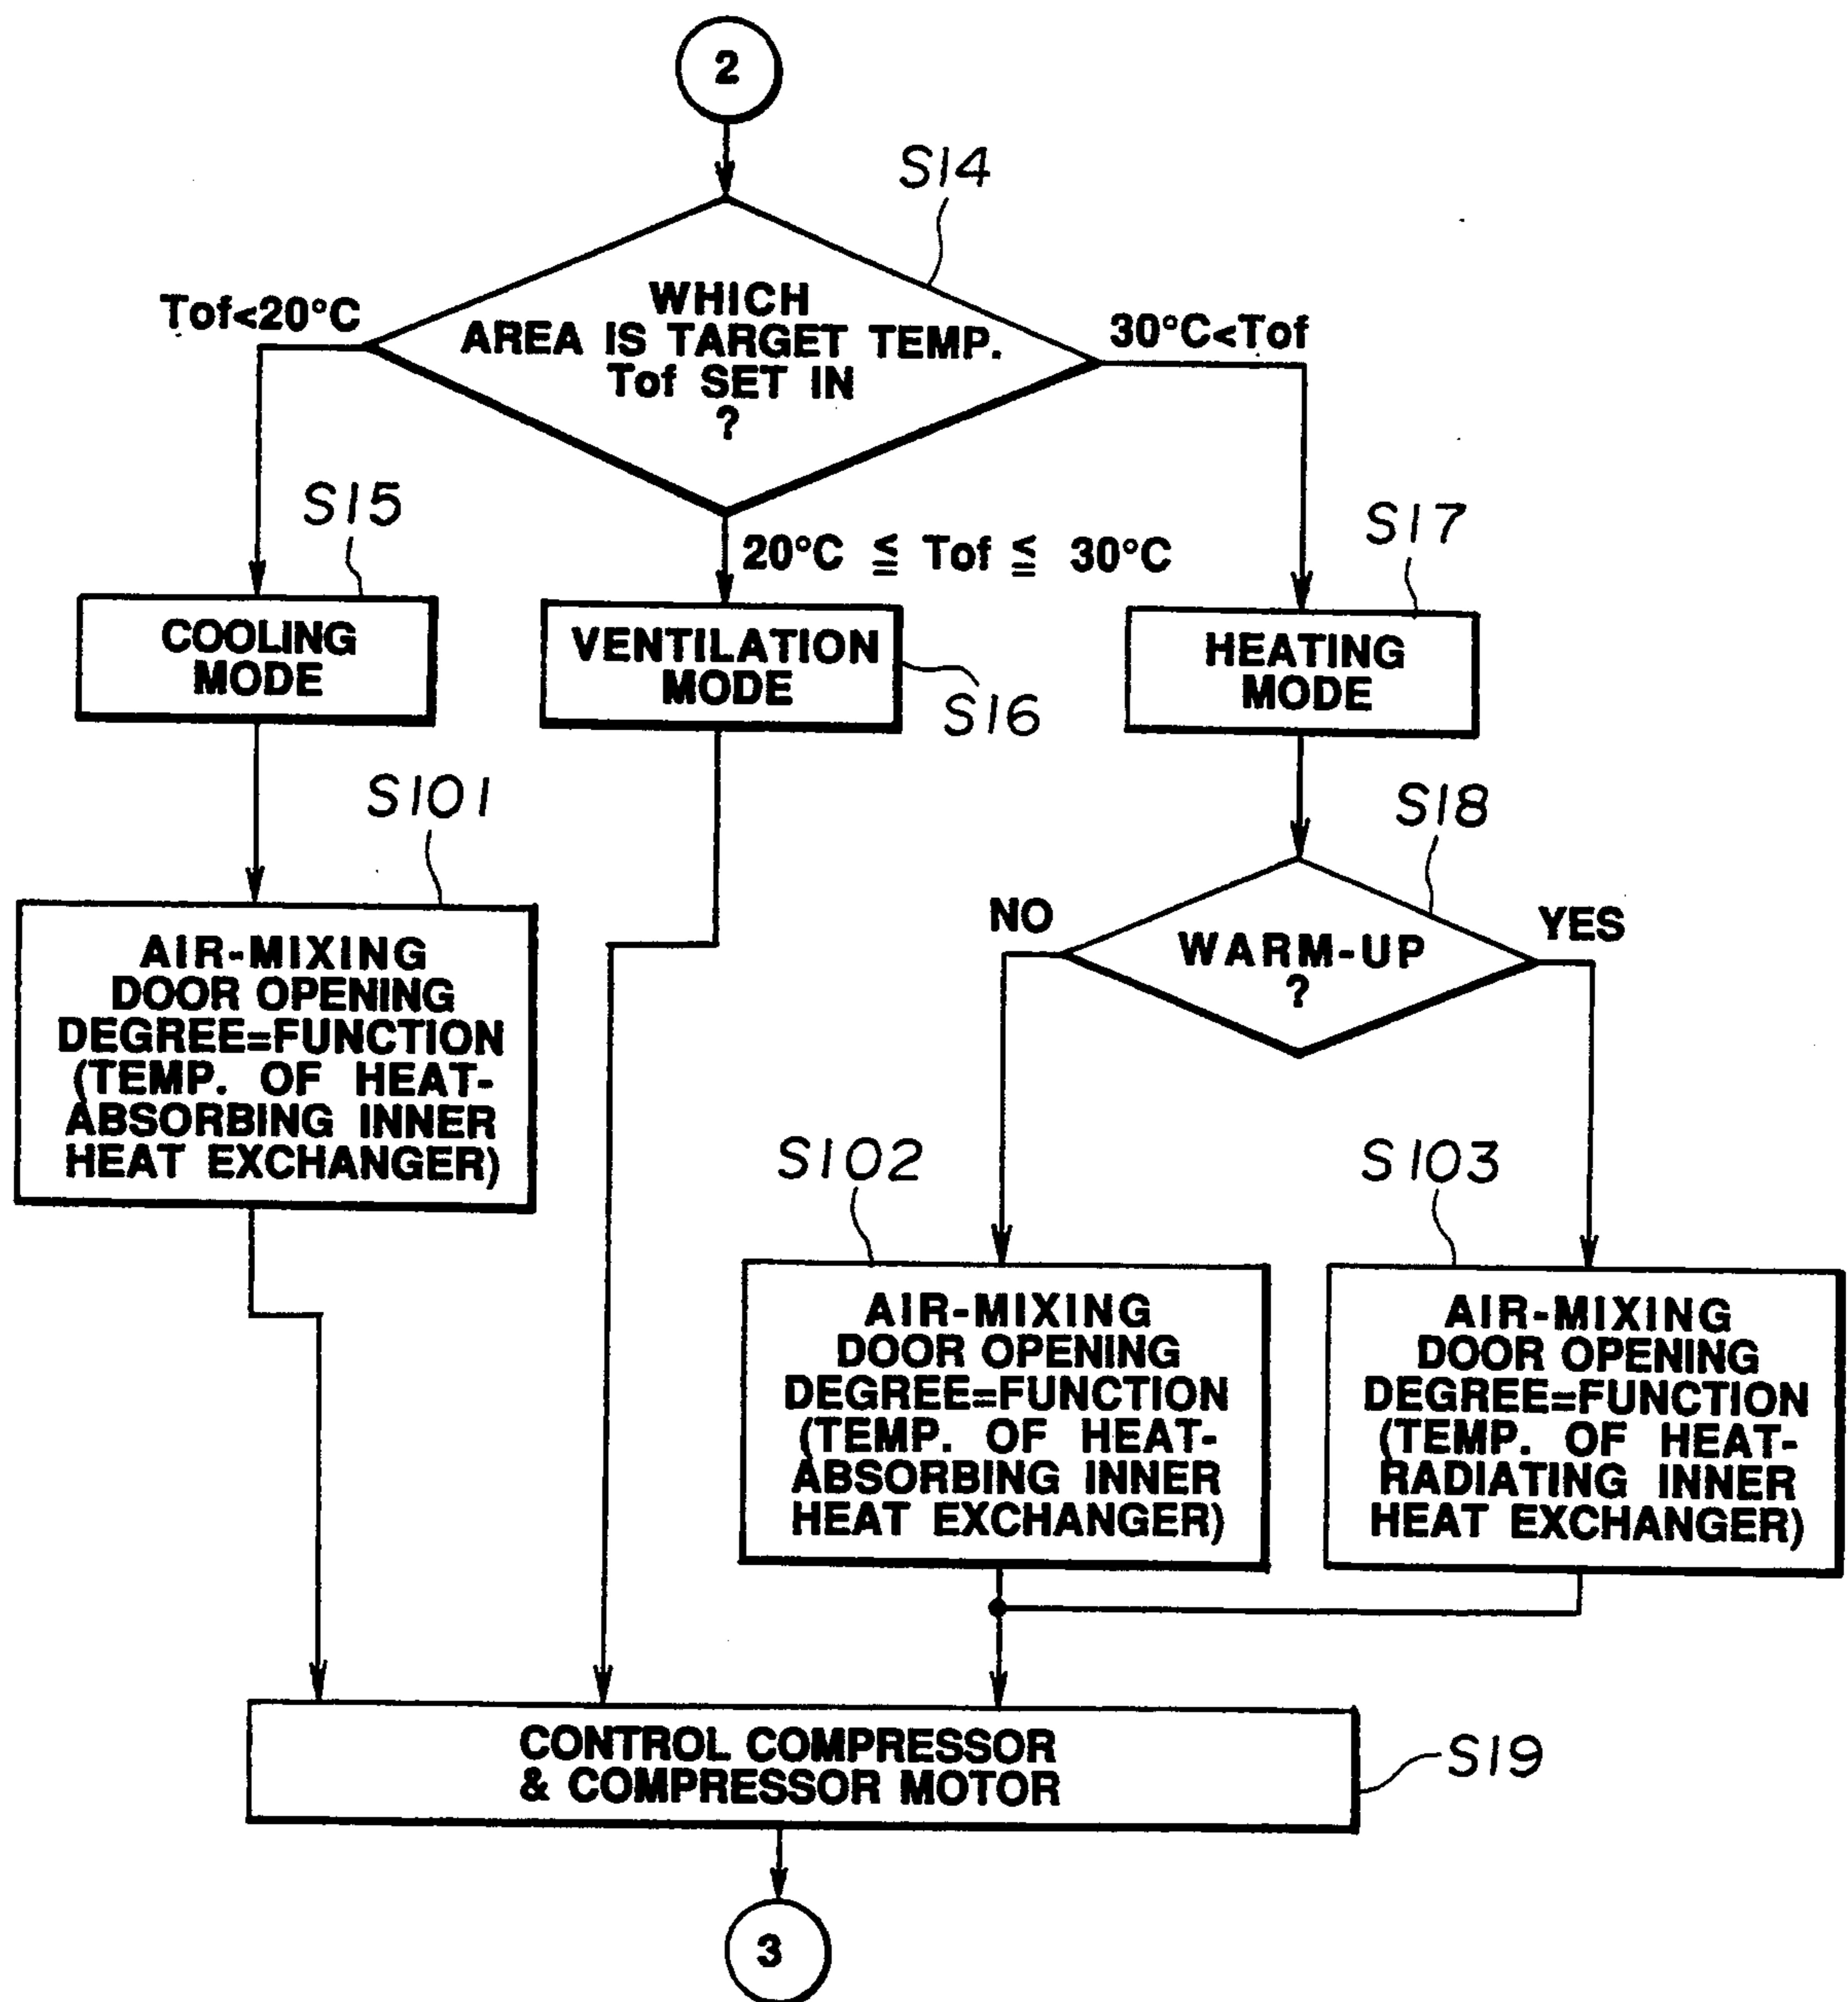 2
S14
WHICH
AREA IS TARGET TEMP.
Tof SET IN
?
Tof<20°C
30°C<Tof
20°C ≦ Tof ≦ 30°C
S15
COOLING
MODE
VENTILATION
MODE
S16
S17
HEATING
MODE
S101
AIR-MIXING
DOOR OPENING
DEGREE=FUNCTION
(TEMP. OF HEAT-
ABSORBING INNER
HEAT EXCHANGER)
S18
NO
WARM-UP
?
YES
S102
AIR-MIXING
DOOR OPENING
DEGREE=FUNCTION
(TEMP. OF HEAT-
ABSORBING INNER
HEAT EXCHANGER)
S103
AIR-MIXING
DOOR OPENING
DEGREE=FUNCTION
(TEMP. OF HEAT-
RADIATING INNER
HEAT EXCHANGER)
CONTROL COMPRESSOR
& COMPRESSOR MOTOR
S19
3